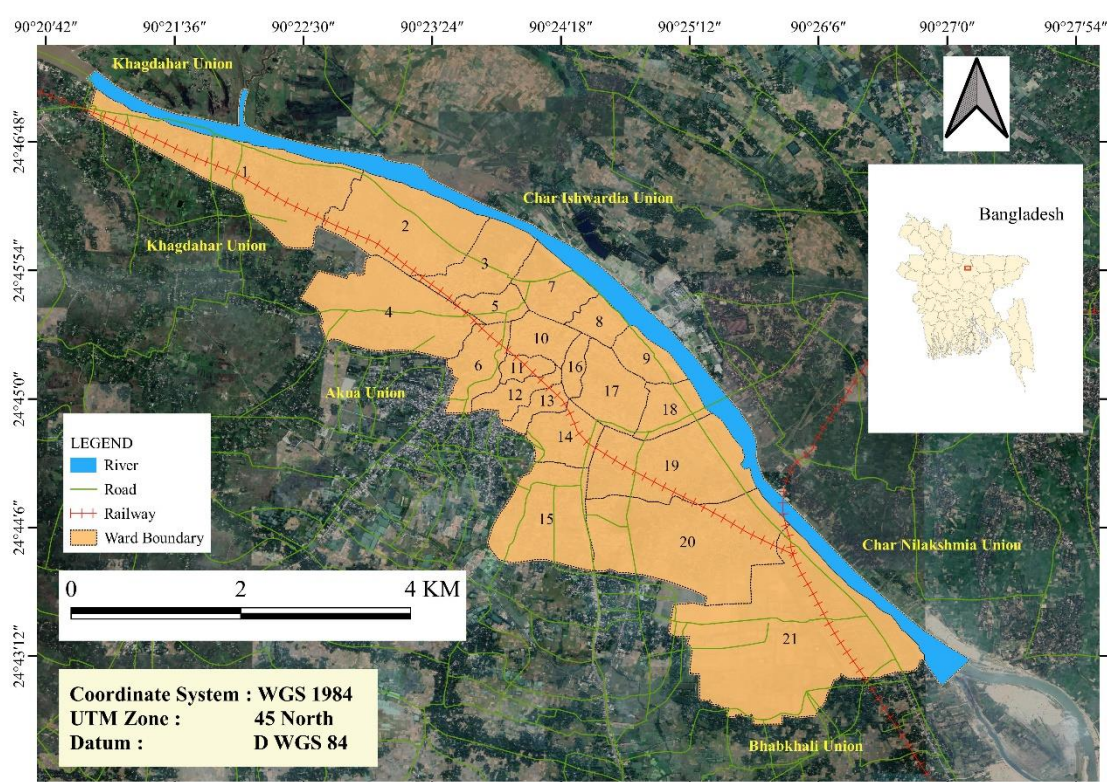 90°20′42″ 90°21′36″ 90°22′30″ 90°23′24″ 90°24′18″ 90°25′12″ 90°26′6″ 90°27′0″ 90°27′54″
24°46′48″
24°45′54″
24°45′0″
24°44′6″
24°43′12″
Khagdahar Union
Char Ishwardia Union
Khagdahar Union
Akua Union
Char Nilakshmia Union
Bhabkhali Union
1
2
3
4
5
6
7
8
9
10
11
12
13
14
15
16
17
18
19
20
21
Bangladesh
LEGEND
River
Road
Railway
Ward Boundary
0 2 4 KM
Coordinate System : WGS 1984
UTM Zone : 45 North
Datum : D WGS 84